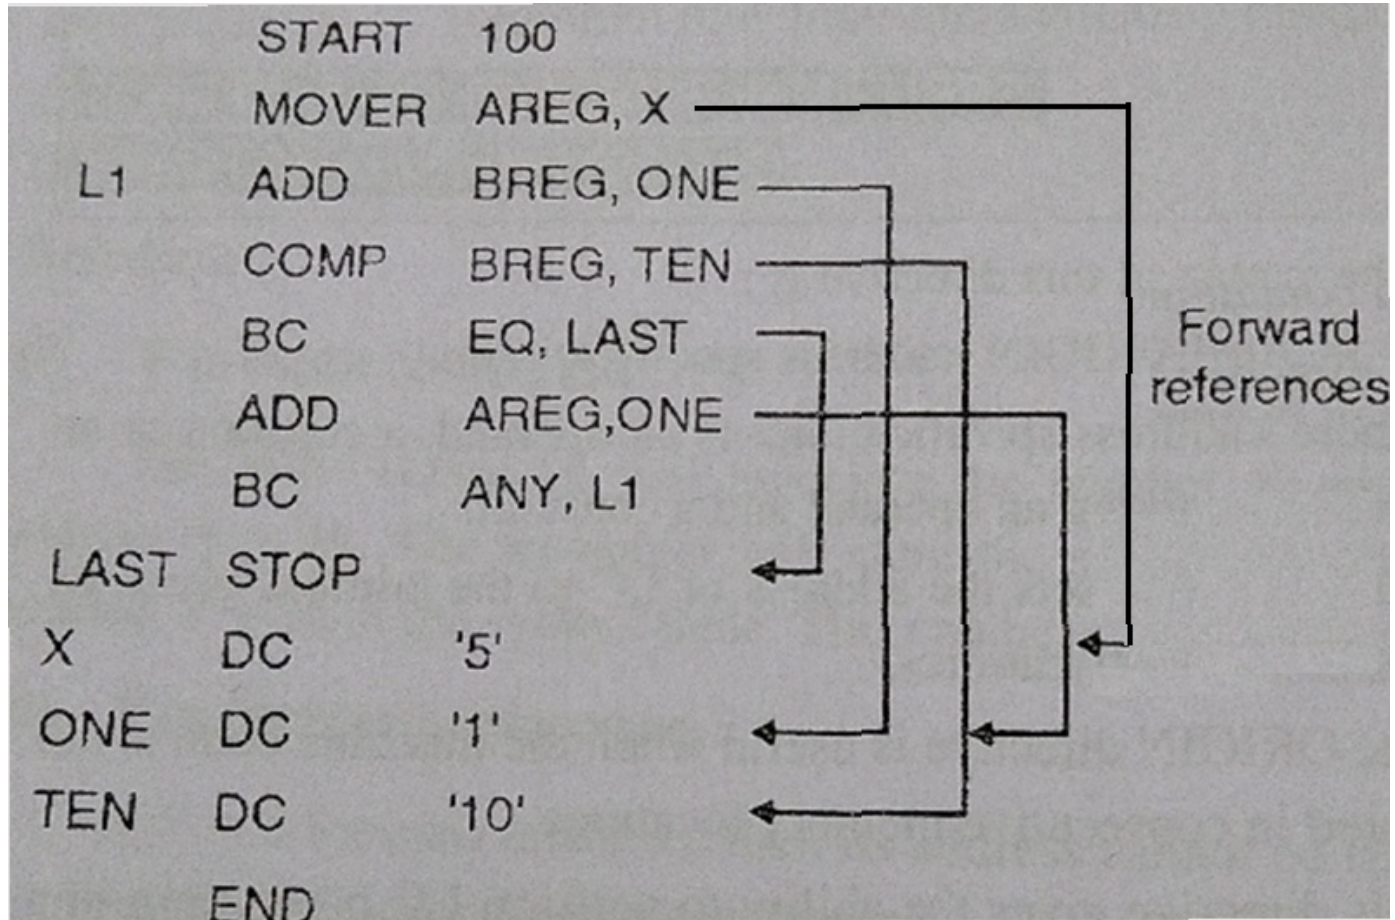 START 100
MOVER AREG, X
L1 ADD BREG, ONE
COMP BREG, TEN
BC EQ, LAST
ADD AREG,ONE
BC ANY, L1
LAST STOP
X DC '5'
ONE DC '1'
TEN DC '10'
END
Forward
references